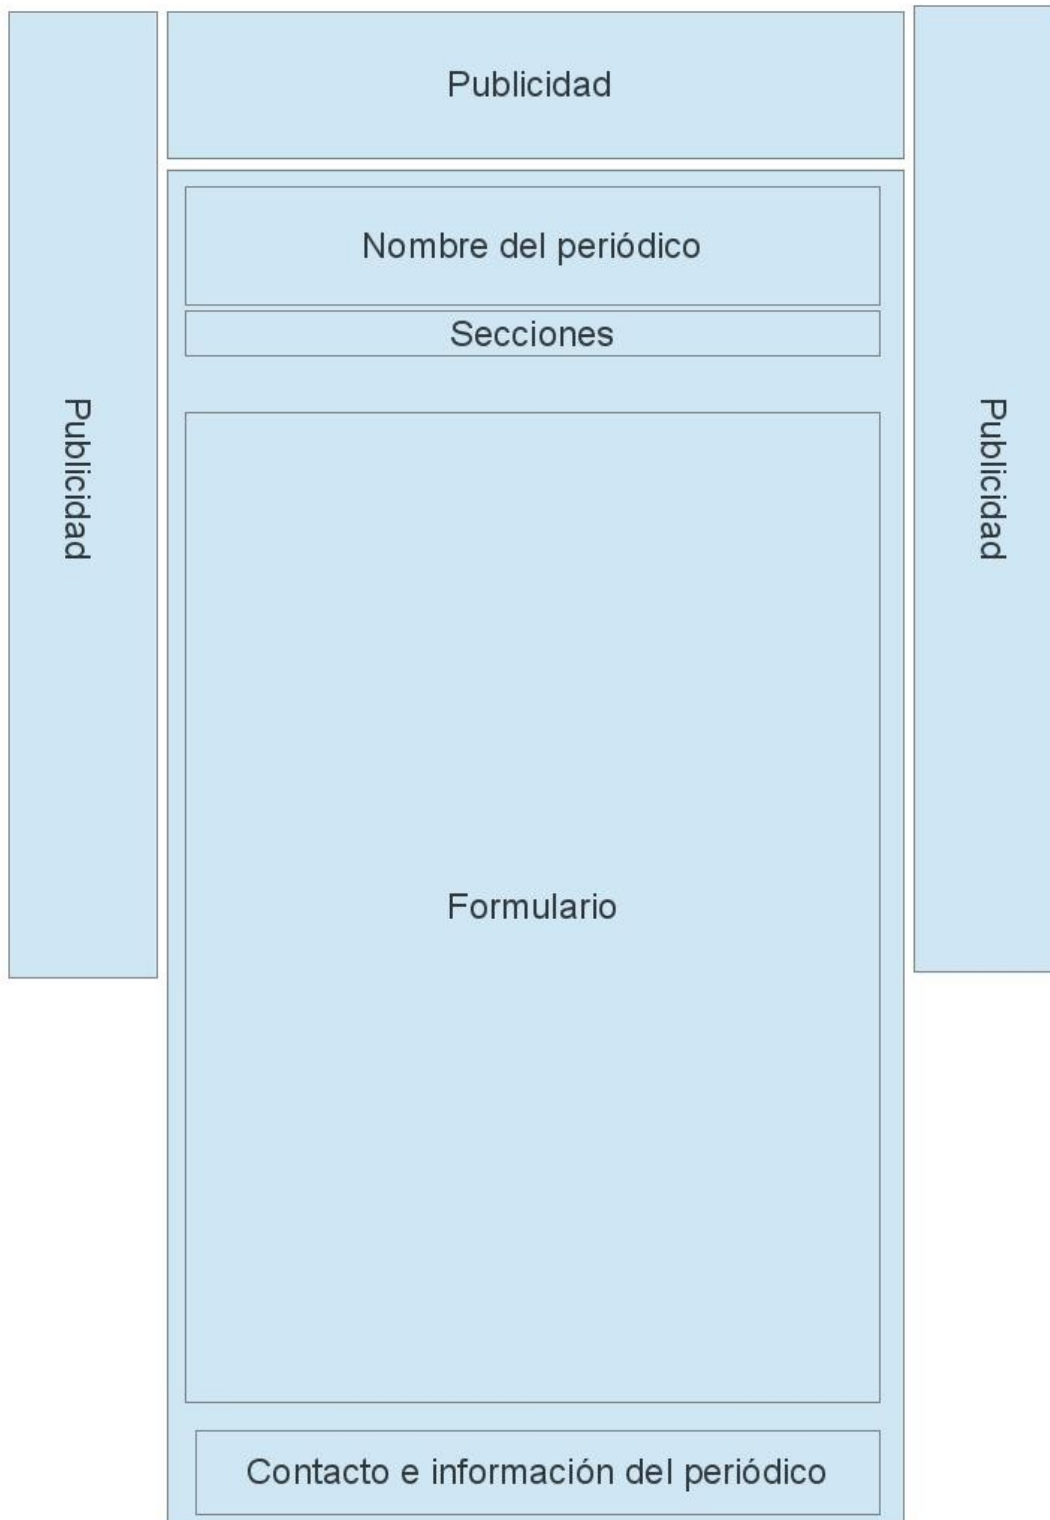 Publicidad
Nombre del periódico
Secciones
Publicidad
Publicidad
Formulario
Contacto e información del periódico